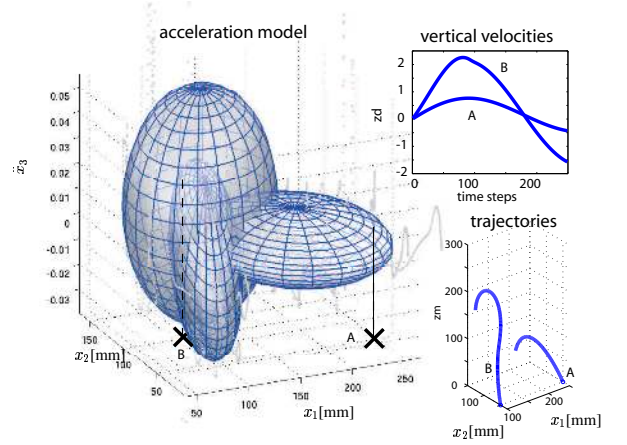 acceleration model
vertical velocities
0.05
0.04
0.03
0.02
0.01
0
-0.01
-0.02
-0.03
ẍ3
150
100
50
x2[mm]
50
100
150
200
250
x1[mm]
B
A
2
1
0
-1
-2
zd
B
A
0
100
200
time steps
trajectories
300
200
100
0
zm
B
A
100
100
200
x2[mm]
x1[mm]